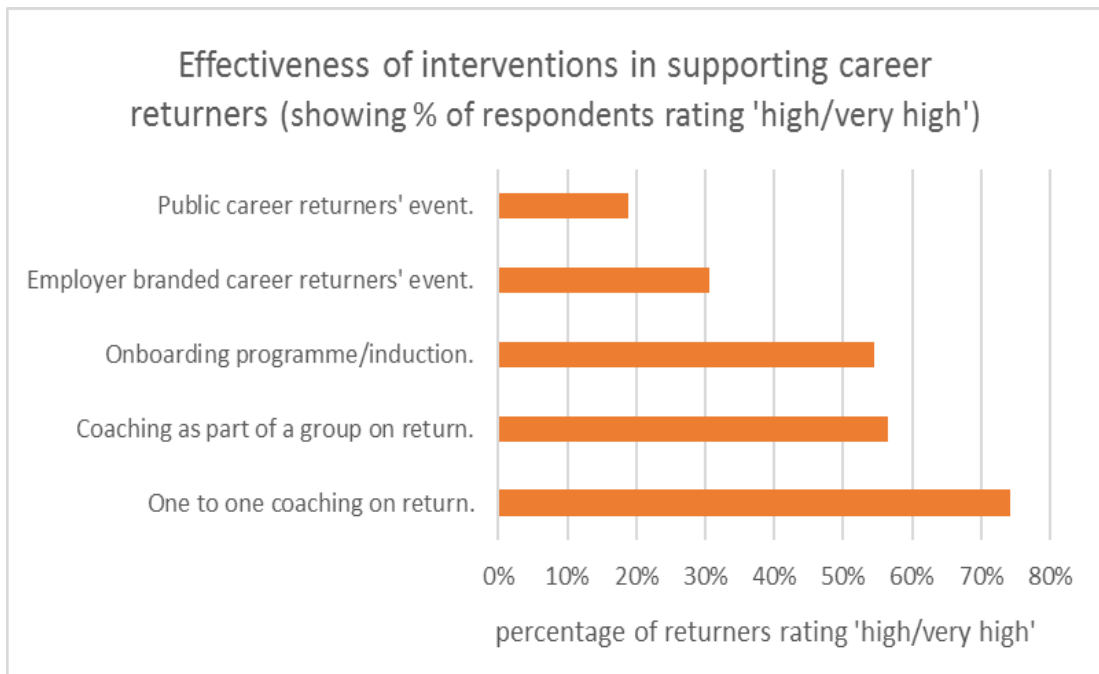 Effectiveness of interventions in supporting career
returners (showing % of respondents rating 'high/very high')
Public career returners' event.
Employer branded career returners' event.
Onboarding programme/induction.
Coaching as part of a group on return.
One to one coaching on return.
0% 10% 20% 30% 40% 50% 60% 70% 80%
percentage of returners rating 'high/very high'